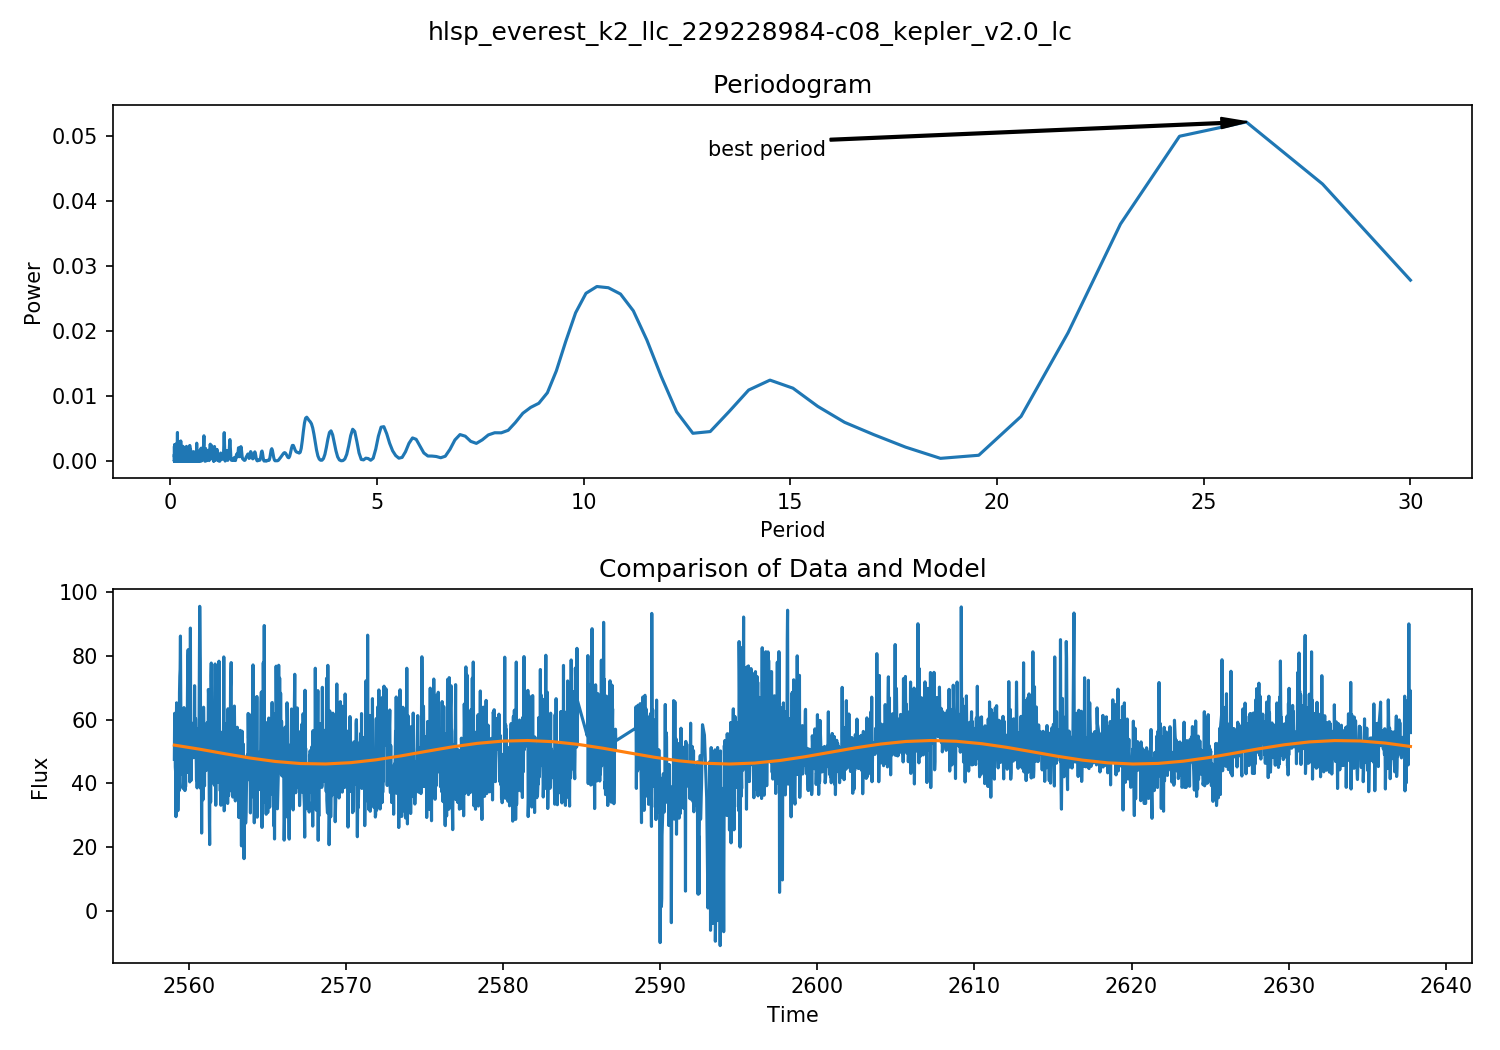 hlsp_everest_k2_llc_229228984-c08_kepler_v2.0_lc
Periodogram
0.05
0.04
0.03
0.02
0.01
0.00
Power
best period
0 5 10 15 20 25 30
Period
Comparison of Data and Model
100
80
60
40
20
0
Flux
2560 2570 2580 2590 2600 2610 2620 2630 2640
Time